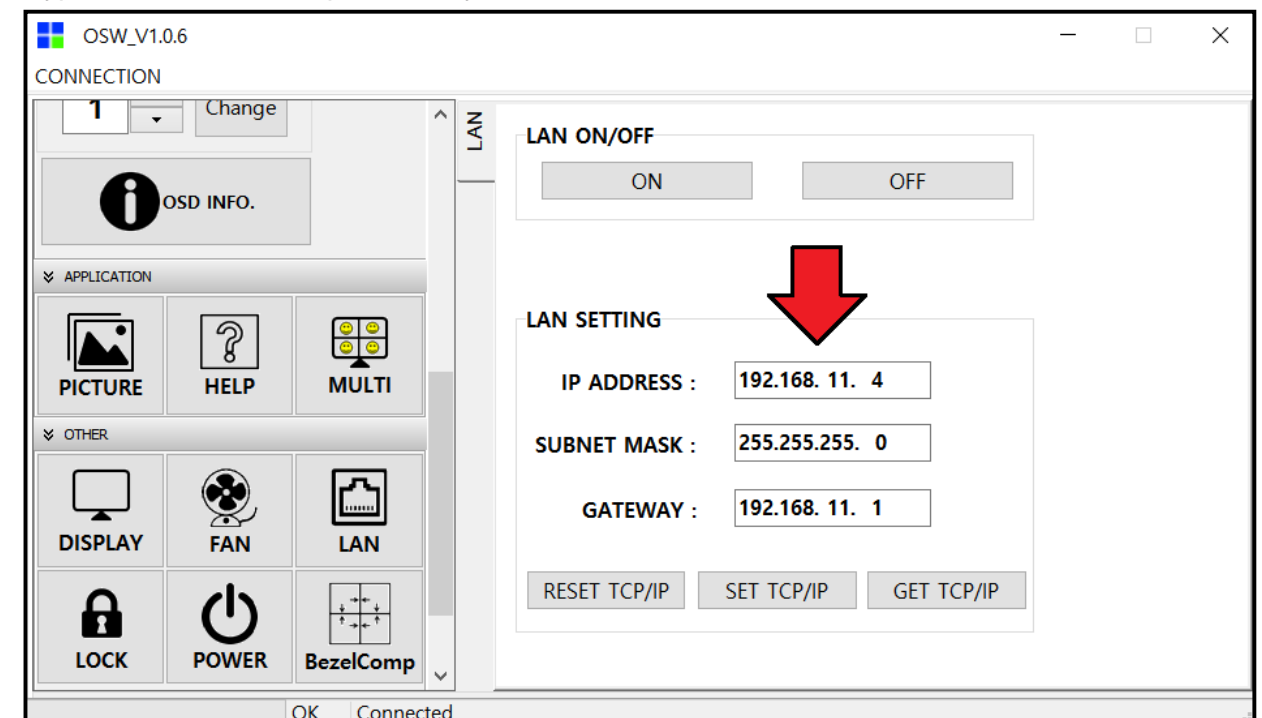 OSW_V1.0.6
CONNECTION
1
Change
OSD INFO.
APPLICATION
PICTURE
HELP
MULTI
OTHER
DISPLAY
FAN
LAN
LOCK
POWER
BezelComp
LAN
LAN ON/OFF
ON
OFF
LAN SETTING
IP ADDRESS : 192.168. 11. 4
SUBNET MASK : 255.255.255. 0
GATEWAY : 192.168. 11. 1
RESET TCP/IP
SET TCP/IP
GET TCP/IP
OK Connected